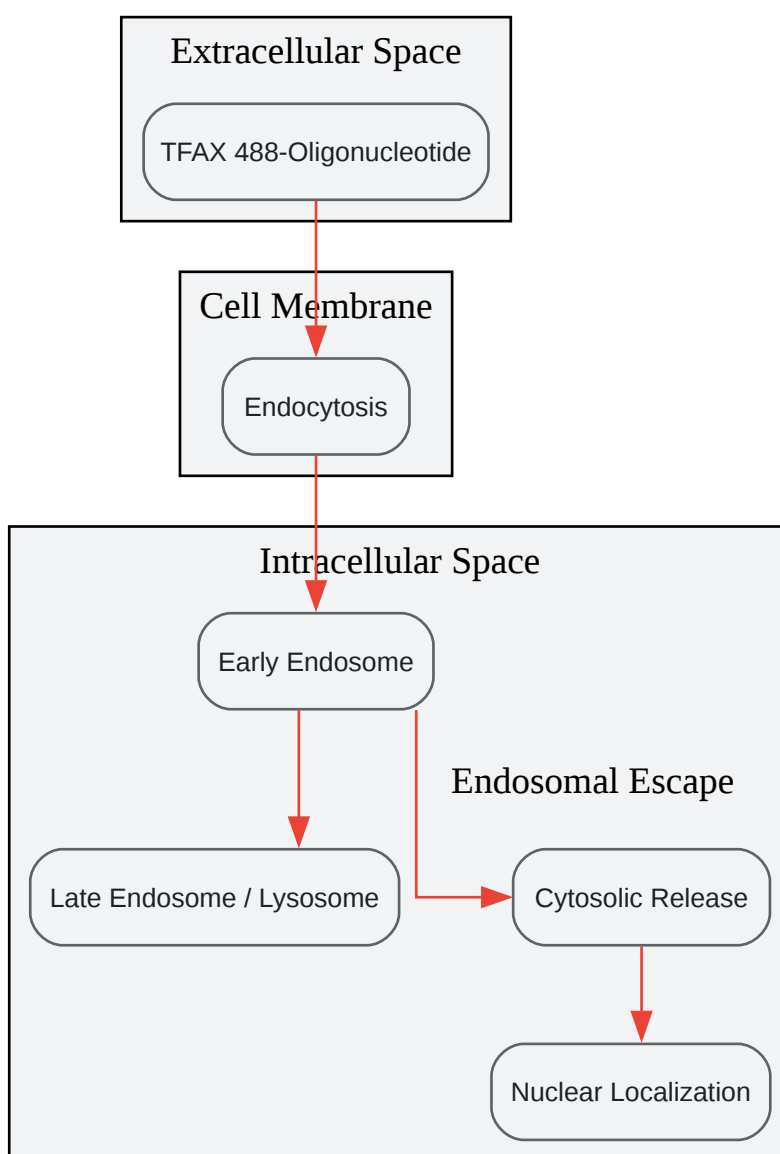 Extracellular Space
TFAX 488-Oligonucleotide
Cell Membrane
Endocytosis
Intracellular Space
Early Endosome
Endosomal Escape
Late Endosome / Lysosome
Cytosolic Release
Nuclear Localization